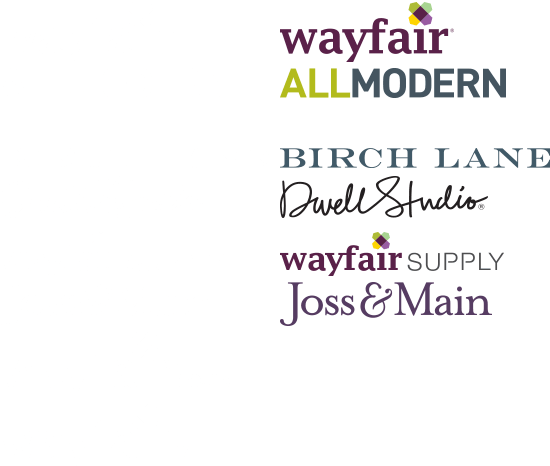 wayfair®
ALLMODERN
BIRCH LANE
DwellStudio®
wayfair SUPPLY
Joss&Main